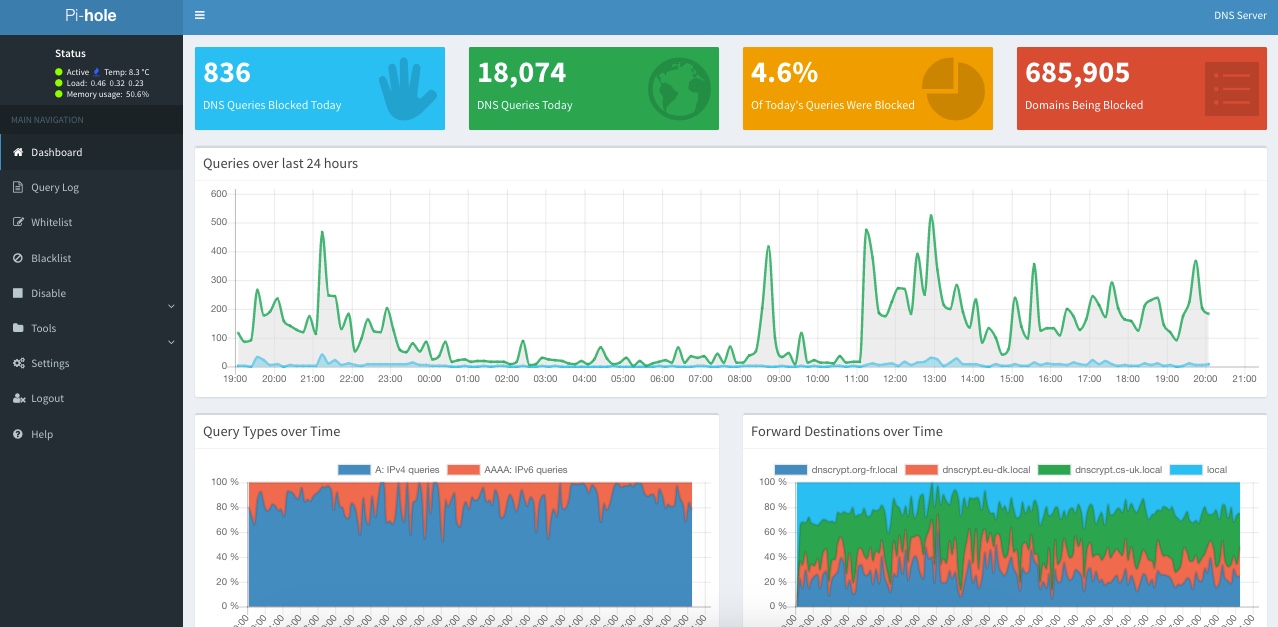 Pi-hole
DNS Server
Status
Active Temp: 8.3 °C
Load: 0.46 0.32 0.23
Memory usage: 50.6%
MAIN NAVIGATION
Dashboard
Query Log
Whitelist
Blacklist
Disable
Tools
Settings
Logout
Help
836
DNS Queries Blocked Today
18,074
DNS Queries Today
4.6%
Of Today's Queries Were Blocked
685,905
Domains Being Blocked
Queries over last 24 hours
600
500
400
300
200
100
0
19:00 20:00 21:00 22:00 23:00 00:00 01:00 02:00 03:00 04:00 05:00 06:00 07:00 08:00 09:00 10:00 11:00 12:00 13:00 14:00 15:00 16:00 17:00 18:00 19:00 20:00 21:00
Query Types over Time
A: IPv4 queries AAAA: IPv6 queries
100 %
80 %
60 %
40 %
20 %
0 %
Forward Destinations over Time
dnscrypt.org-fr.local dnscrypt.eu-dk.local dnscrypt.cs-uk.local local
100 %
80 %
60 %
40 %
20 %
0 %